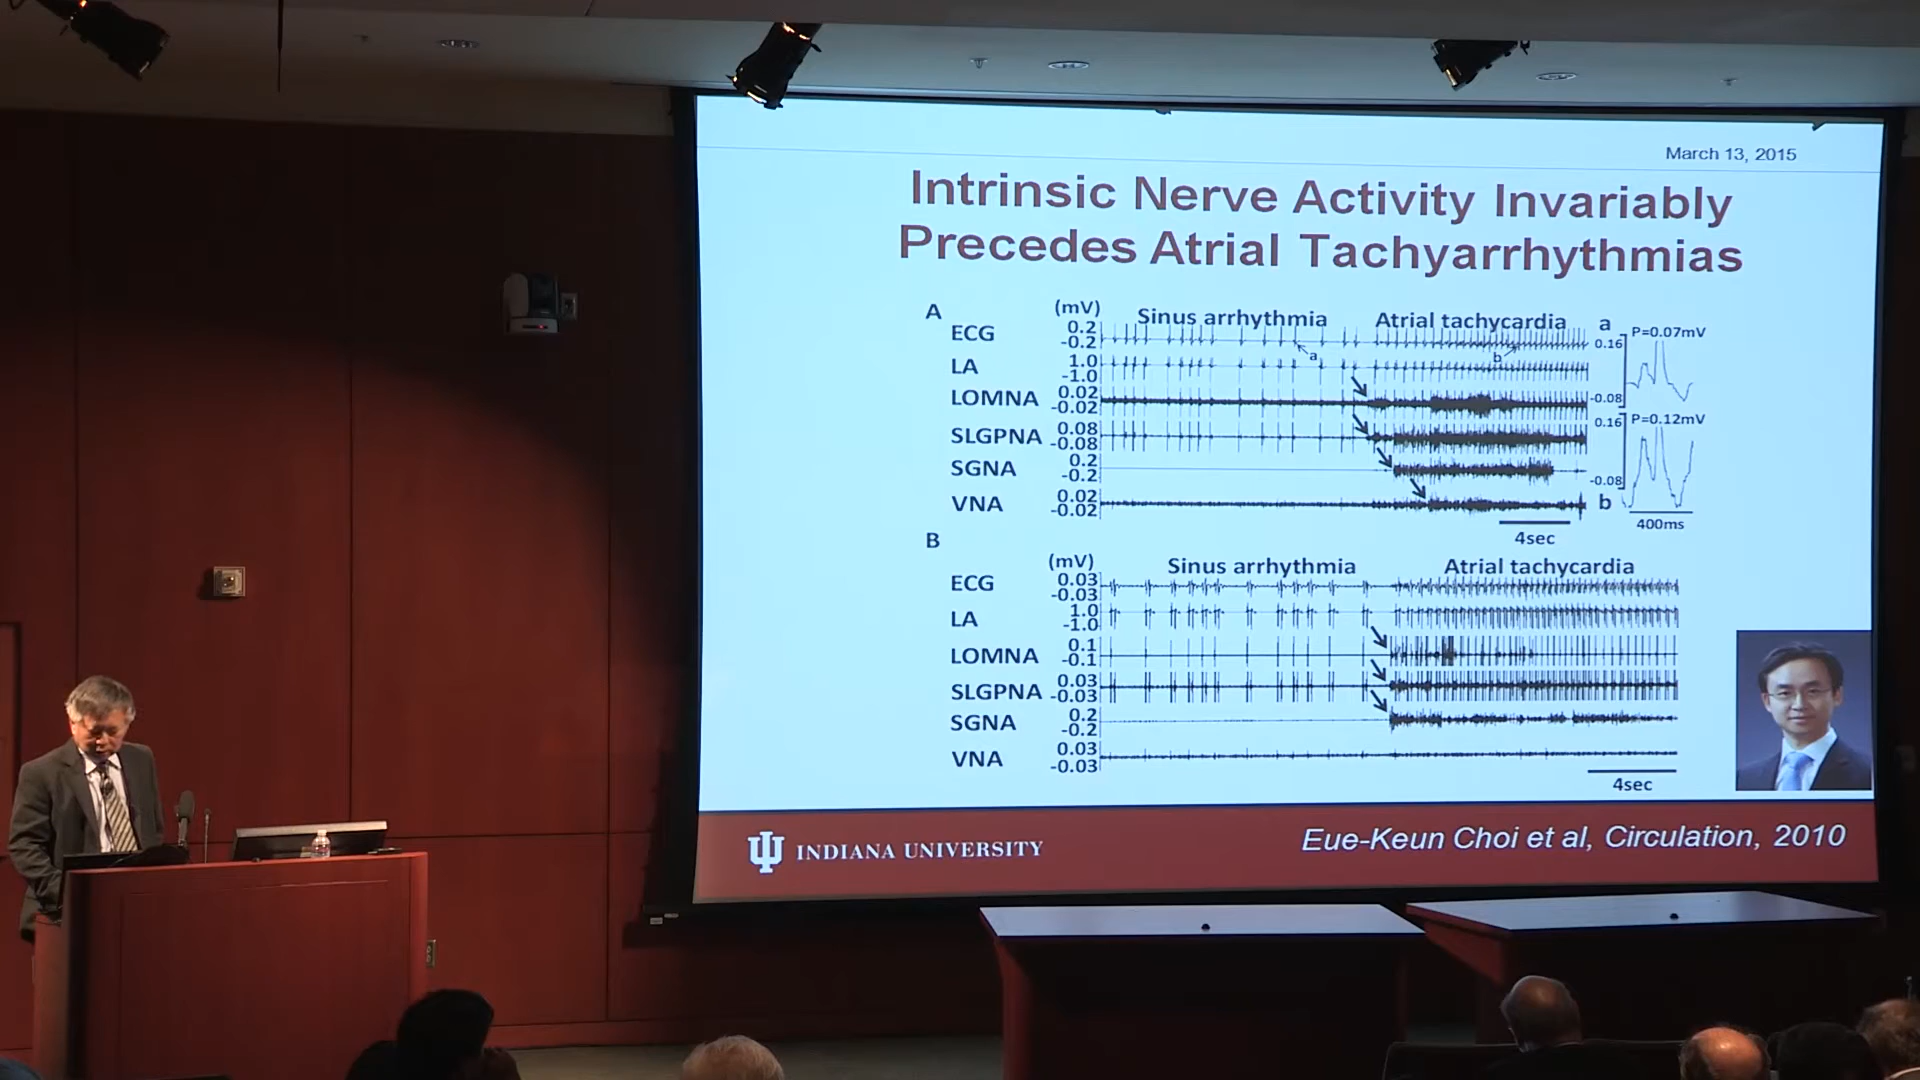 March 13, 2015
Intrinsic Nerve Activity Invariably
Precedes Atrial Tachyarrhythmias
A
(mV)
Sinus arrhythmia
Atrial tachycardia
a
P=0.07mV
ECG
0.2
-0.2
a
b
0.16
LA
1.0
-1.0
LOMNA
0.02
-0.02
-0.08
SLGPNA
0.08
-0.08
0.16
P=0.12mV
SGNA
0.2
-0.2
-0.08
VNA
0.02
-0.02
b
400ms
4sec
B
(mV)
Sinus arrhythmia
Atrial tachycardia
ECG
0.03
-0.03
LA
1.0
-1.0
LOMNA
0.1
-0.1
SLGPNA
0.03
-0.03
SGNA
0.2
-0.2
VNA
0.03
-0.03
4sec
INDIANA UNIVERSITY
Eue-Keun Choi et al, Circulation, 2010